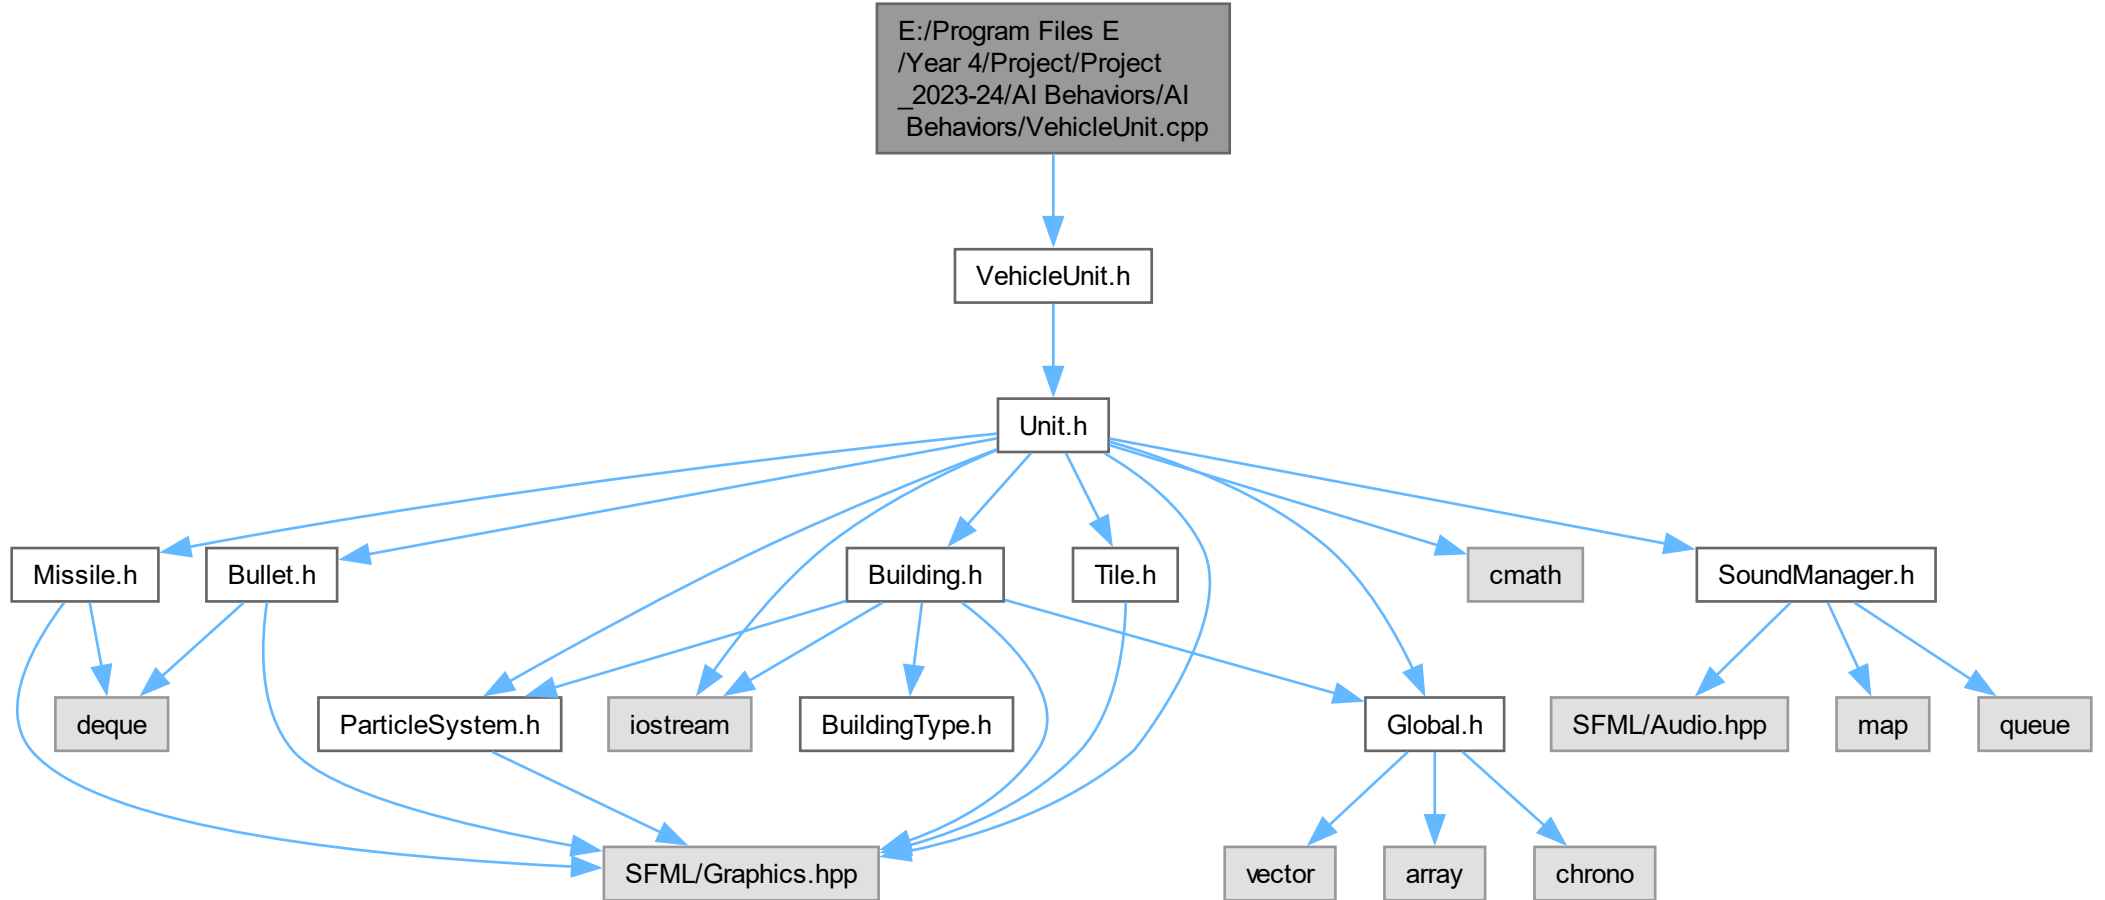 E:/Program Files E
/Year 4/Project/Project
_2023-24/AI Behaviors/AI
Behaviors/VehicleUnit.cpp
VehicleUnit.h
Unit.h
Missile.h
Bullet.h
Building.h
Tile.h
cmath
SoundManager.h
deque
ParticleSystem.h
iostream
BuildingType.h
Global.h
SFML/Audio.hpp
map
queue
SFML/Graphics.hpp
vector
array
chrono